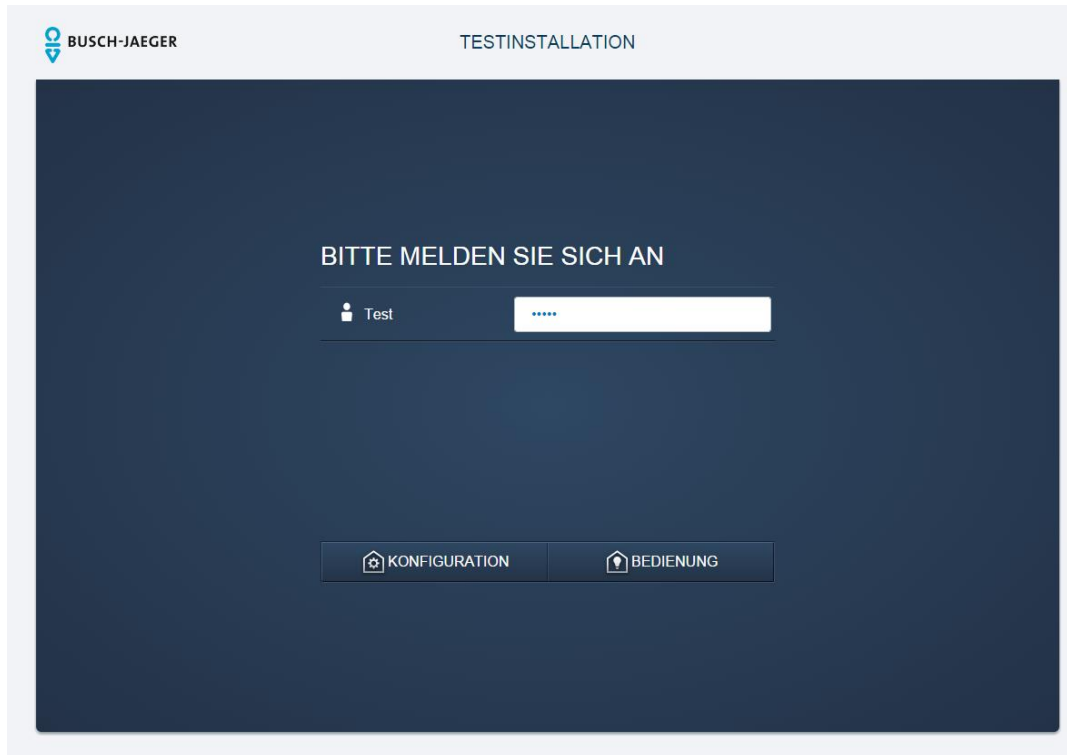 BUSCH-JAEGER
TESTINSTALLATION
BITTE MELDEN SIE SICH AN
Test
•••••
KONFIGURATION
BEDIENUNG